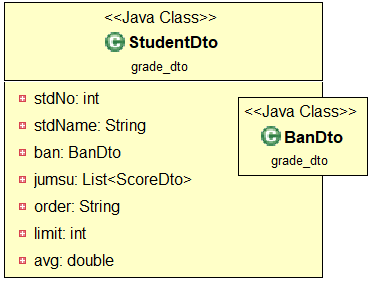 <<Java Class>>
StudentDto
grade_dto
stdNo: int
stdName: String
ban: BanDto
jumsu: List<ScoreDto>
order: String
limit: int
avg: double
<<Java Class>>
BanDto
grade_dto